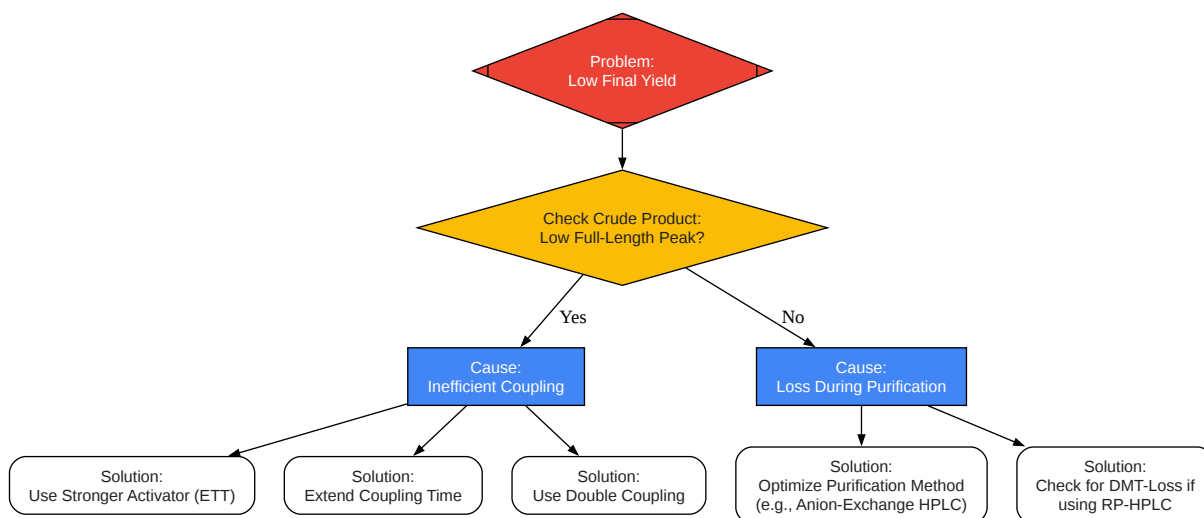 Problem:
Low Final Yield
Check Crude Product:
Low Full-Length Peak?
Yes
No
Cause:
Inefficient Coupling
Cause:
Loss During Purification
Solution:
Use Stronger Activator (ETT)
Solution:
Extend Coupling Time
Solution:
Use Double Coupling
Solution:
Optimize Purification Method
(e.g., Anion-Exchange HPLC)
Solution:
Check for DMT-Loss if
using RP-HPLC